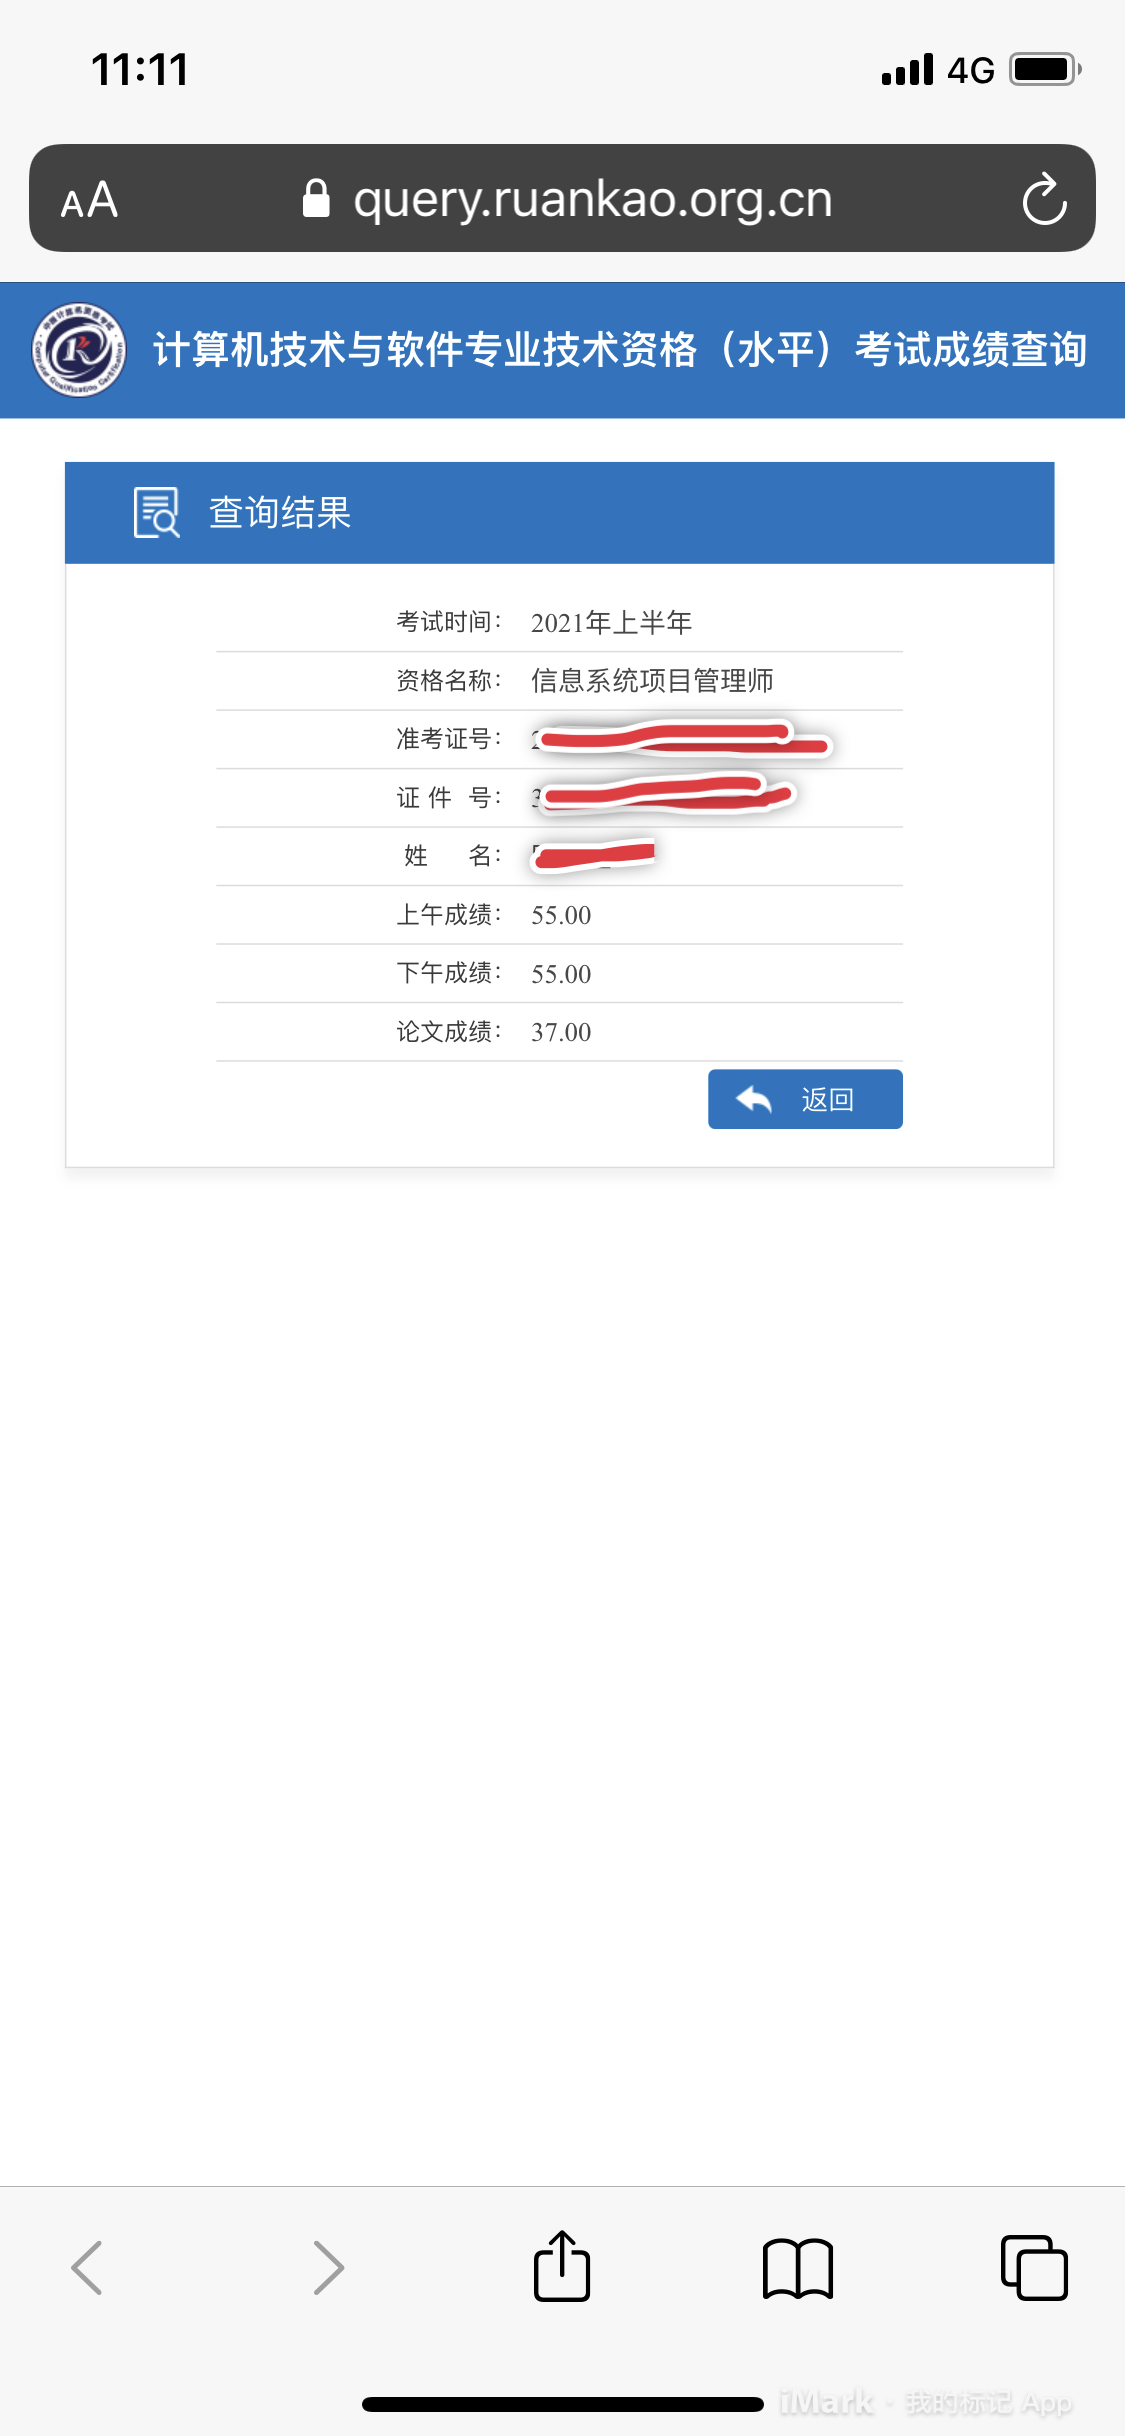 11:11
4G
AA
query.ruankao.org.cn
计算机技术与软件专业技术资格（水平）考试成绩查询
查询结果
考试时间： 2021年上半年
资格名称： 信息系统项目管理师
准考证号：
证件号：
姓名：
上午成绩： 55.00
下午成绩： 55.00
论文成绩： 37.00
返回
iMark · 我的标记 App